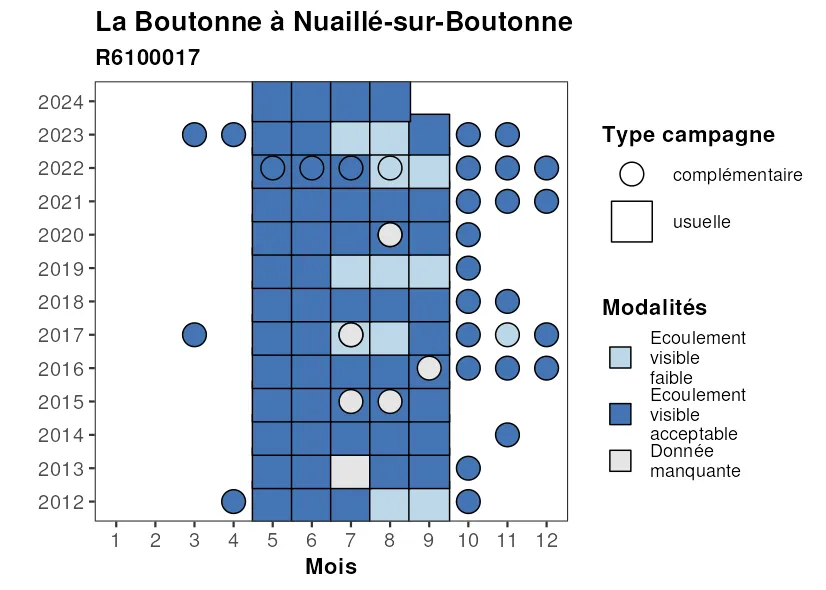 La Boutonne à Nuaillé-sur-Boutonne
R6100017
2024
2023
2022
2021
2020
2019
2018
2017
2016
2015
2014
2013
2012
1 2 3 4 5 6 7 8 9 10 11 12
Mois
Type campagne
complémentaire
usuelle
Modalités
Ecoulement
visible
faible
Ecoulement
visible
acceptable
Donnée
manquante